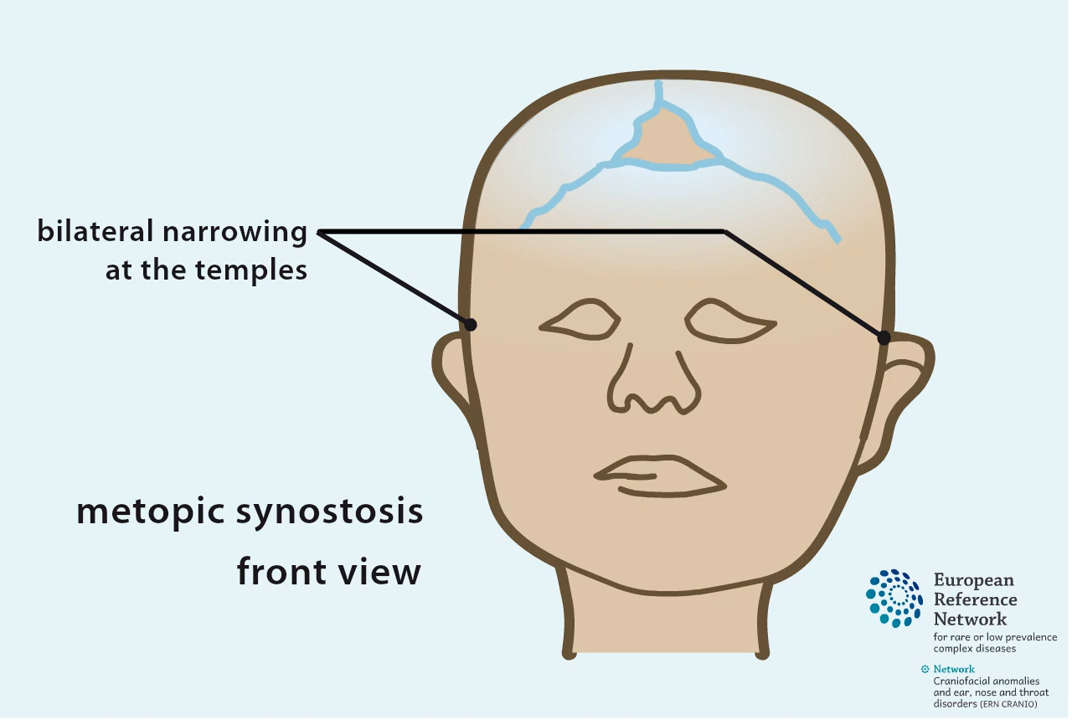 bilateral narrowing
at the temples
metopic synostosis
front view
European
Reference
Network
for rare or low prevalence
complex diseases
Network
Craniofacial anomalies
and ear, nose and throat
disorders (ERN CRANIO)